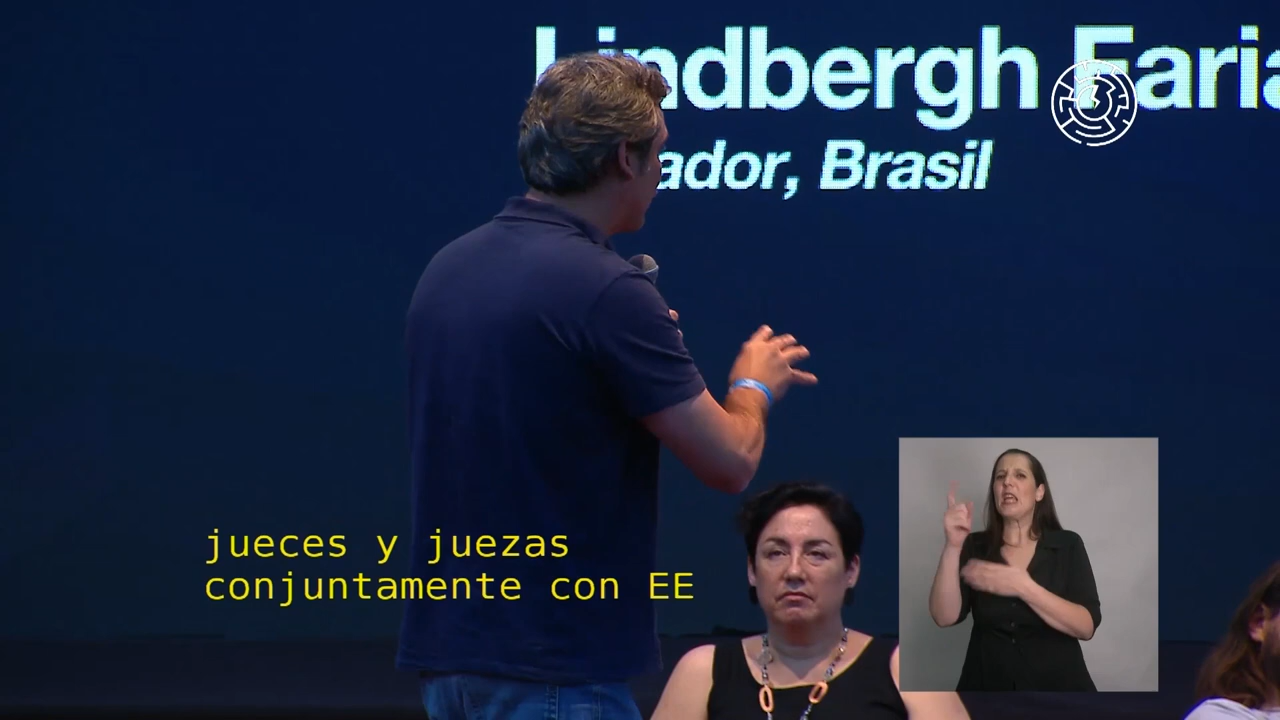 Lindbergh Faria
ador, Brasil
jueces y juezas
conjuntamente con EE